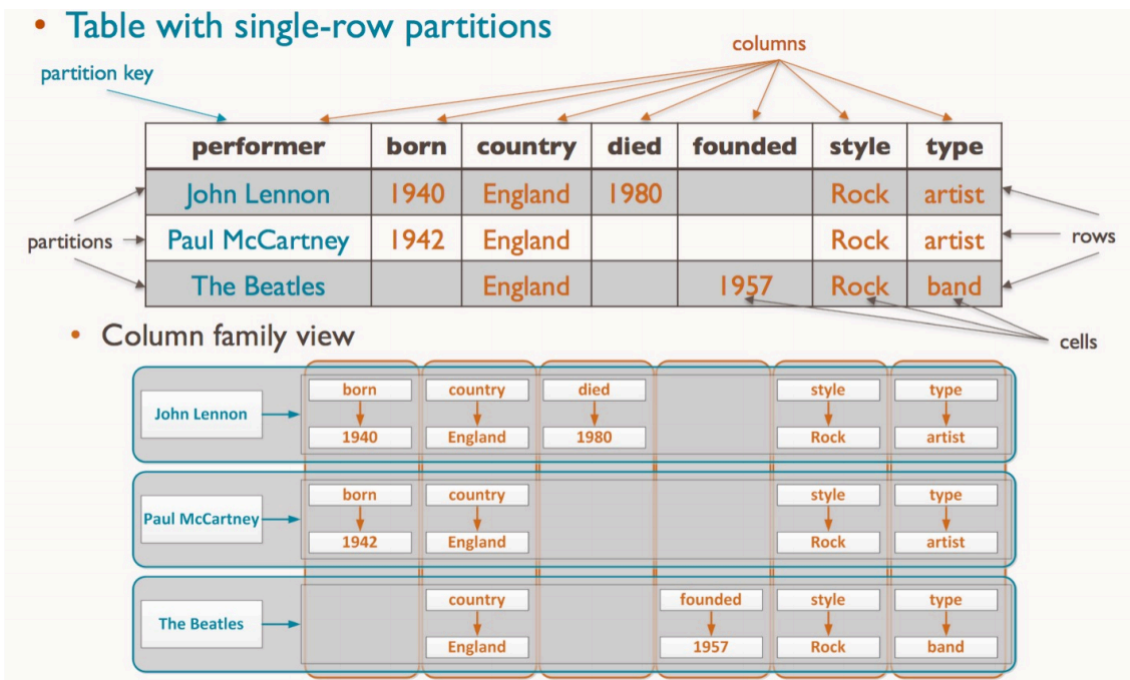 • Table with single-row partitions
columns
partition key
performer born country died founded style type
John Lennon 1940 England 1980 Rock artist
partitions Paul McCartney 1942 England Rock artist rows
The Beatles England 1957 Rock band
• Column family view
cells
born country died style type
John Lennon
1940 England 1980 Rock artist
born country style type
Paul McCartney
1942 England Rock artist
country founded style type
The Beatles
England 1957 Rock band